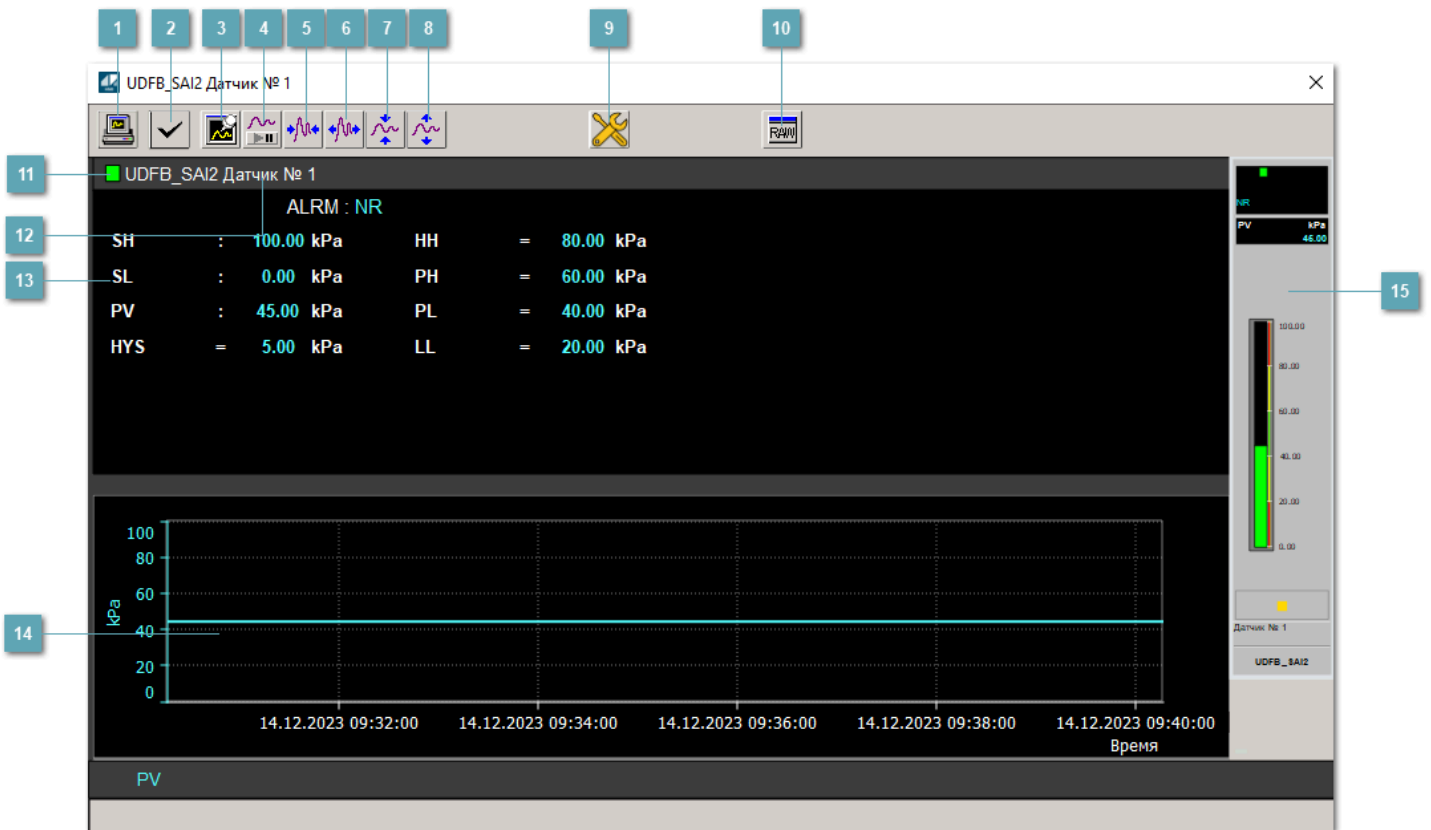 1 2 3 4 5 6 7 8 9 10
UDFB_SAI2 Датчик № 1
RAW
11
UDFB_SAI2 Датчик № 1
ALRM : NR
12
SH : 100.00 kPa HH = 80.00 kPa
13
SL : 0.00 kPa PH = 60.00 kPa
PV : 45.00 kPa PL = 40.00 kPa
HYS = 5.00 kPa LL = 20.00 kPa
NR
PV kPa
45.00
15
100.00
80.00
60.00
40.00
20.00
0.00
Датчик № 1
UDFB_SAI2
14
kPa
100
80
60
40
20
0
14.12.2023 09:32:00 14.12.2023 09:34:00 14.12.2023 09:36:00 14.12.2023 09:38:00 14.12.2023 09:40:00
Время
PV